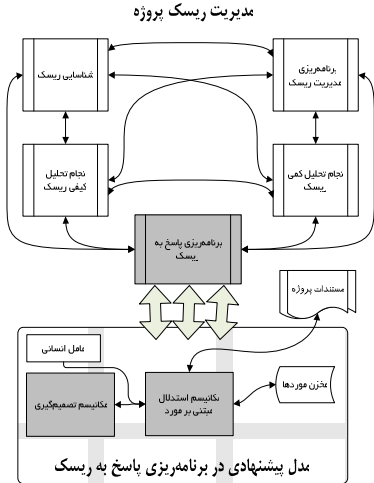 مدیریت ریسک پروژه
برنامه‌ریزی
مدیریت ریسک
شناسایی ریسک
انجام تحلیل کمی
ریسک
انجام تحلیل
کیفی ریسک
برنامه‌ریزی پاسخ به
ریسک
مستندات پروژه
عامل انسانی
مکانیسم تصمیم‌گیری
مکانیسم استدلال
مبتنی بر مورد
مخزن موردها
مدل پیشنهادی در برنامه‌ریزی پاسخ به ریسک